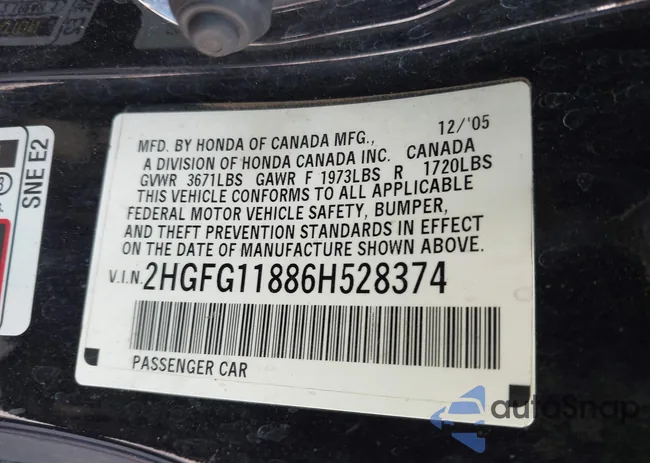 MFD. BY HONDA OF CANADA MFG., 12/'05
A DIVISION OF HONDA CANADA INC. CANADA
GVWR 3671LBS GAWR F 1973LBS R 1720LBS
THIS VEHICLE CONFORMS TO ALL APPLICABLE
FEDERAL MOTOR VEHICLE SAFETY, BUMPER,
AND THEFT PREVENTION STANDARDS IN EFFECT
ON THE DATE OF MANUFACTURE SHOWN ABOVE.
V.I.N. 2HGFG11886H528374
PASSENGER CAR
SNE E2
autoSnap